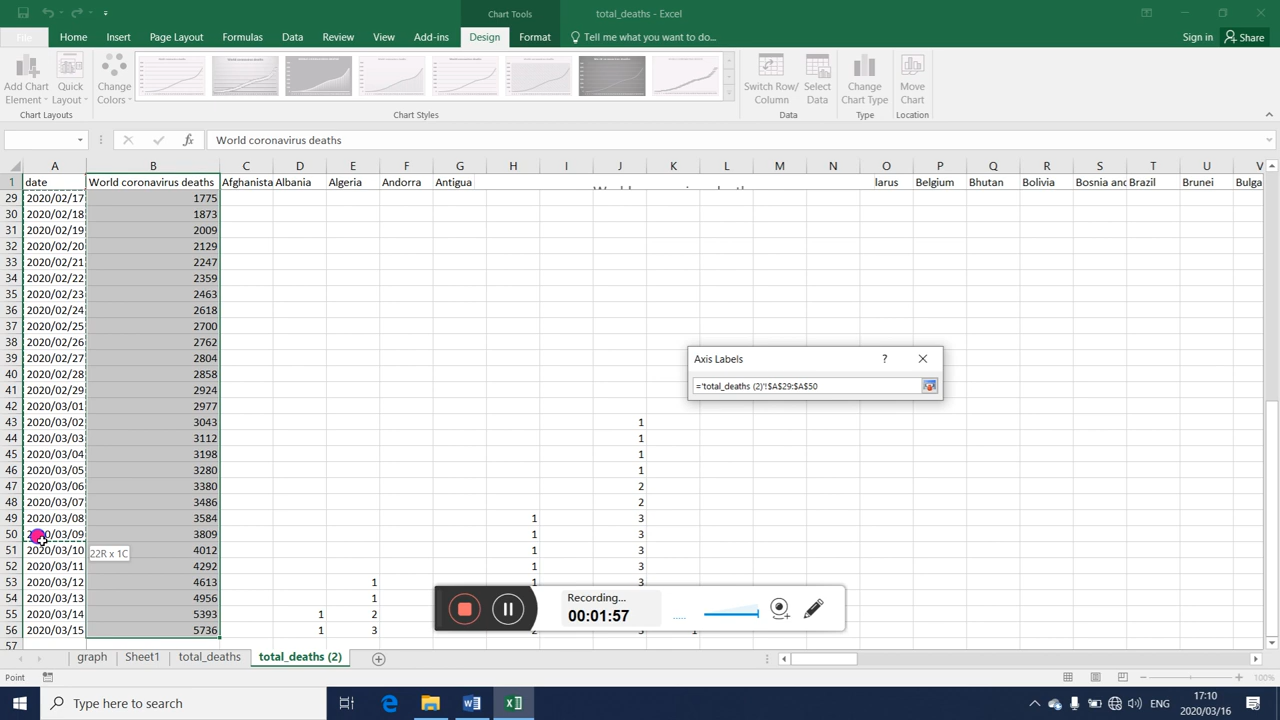 Chart Tools
total_deaths - Excel
File Home Insert Page Layout Formulas Data Review View Add-ins Design Format Tell me what you want to do... Sign in Share
Add Chart Element
Quick Layout
Change Colors
Switch Row/ Column
Select Data
Change Chart Type
Move Chart
Chart Layouts Chart Styles Data Type Location
World coronavirus deaths
A B C D E F G H I J K L M N O P Q R S T U V
1 date World coronavirus deaths Afghanista Albania Algeria Andorra Antigua larus Belgium Bhutan Bolivia Bosnia and Brazil Brunei Bulga
29 2020/02/17 1775
30 2020/02/18 1873
31 2020/02/19 2009
32 2020/02/20 2129
33 2020/02/21 2247
34 2020/02/22 2359
35 2020/02/23 2463
36 2020/02/24 2618
37 2020/02/25 2700
38 2020/02/26 2762
39 2020/02/27 2804
40 2020/02/28 2858
41 2020/02/29 2924
42 2020/03/01 2977
43 2020/03/02 3043 1
44 2020/03/03 3112 1
45 2020/03/04 3198 1
46 2020/03/05 3280 1
47 2020/03/06 3380 2
48 2020/03/07 3486 2
49 2020/03/08 3584 1 3
50 2020/03/09 3809 1 3
51 2020/03/10 4012 1 3
52 2020/03/11 4292 1 3
53 2020/03/12 4613 1 1 3
54 2020/03/13 4956 1
55 2020/03/14 5393 1 2
56 2020/03/15 5736 1 3
57
22R x 1C
Axis Labels ?
='total_deaths (2)'!$A$29:$A$50
Recording...
00:01:57
graph Sheet1 total_deaths total_deaths (2)
Point 100%
Type here to search
ENG
17:10
2020/03/16